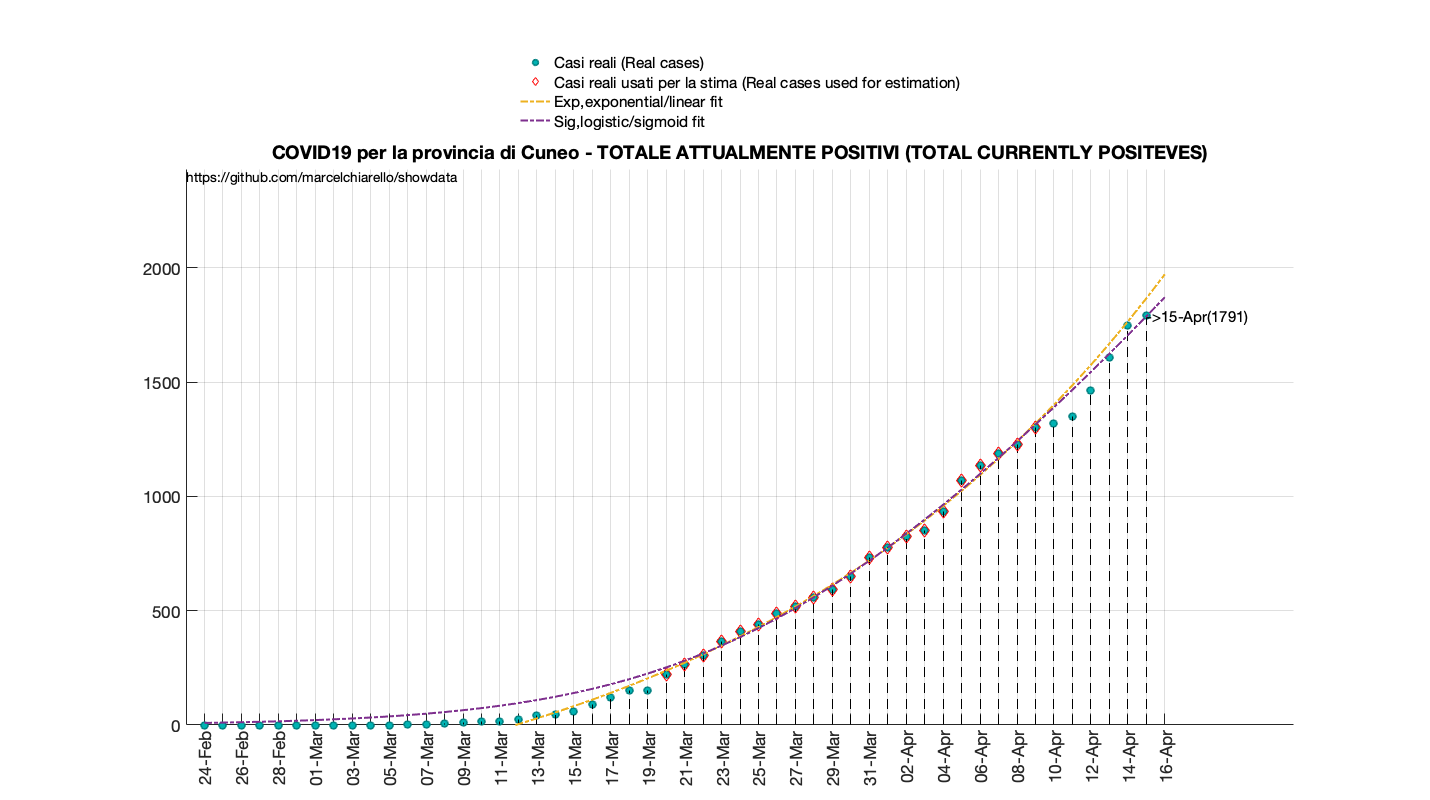 Casi reali (Real cases)
Casi reali usati per la stima (Real cases used for estimation)
Exp,exponential/linear fit
Sig,logistic/sigmoid fit
COVID19 per la provincia di Cuneo - TOTALE ATTUALMENTE POSITIVI (TOTAL CURRENTLY POSITEVES)
https://github.com/marcelchiarello/showdata
2000
>15-Apr(1791)
1500
1000
500
0
24-Feb
26-Feb
28-Feb
01-Mar
03-Mar
05-Mar
07-Mar
09-Mar
11-Mar
13-Mar
15-Mar
17-Mar
19-Mar
21-Mar
23-Mar
25-Mar
27-Mar
29-Mar
31-Mar
02-Apr
04-Apr
06-Apr
08-Apr
10-Apr
12-Apr
14-Apr
16-Apr